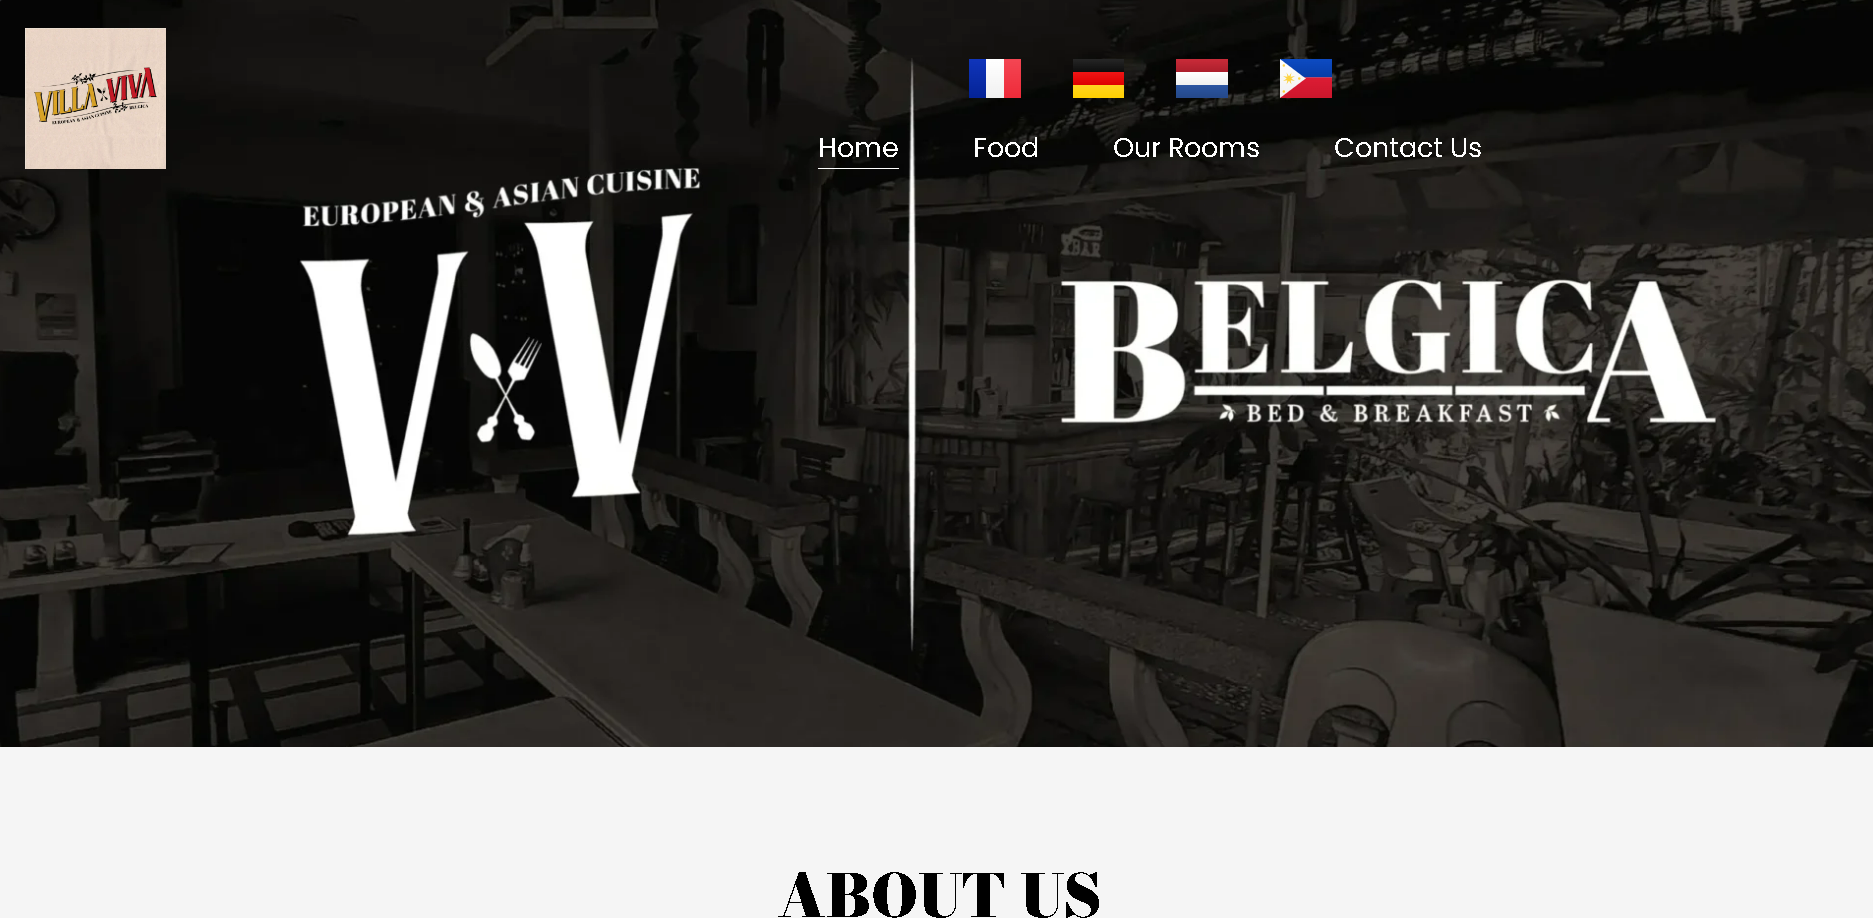 VILLA VIVA
EUROPEAN & ASIAN CUISINE BELGICA
Home
Food
Our Rooms
Contact Us
EUROPEAN & ASIAN CUISINE
V V
BAR
BELGICA
BED & BREAKFAST
ABOUT US